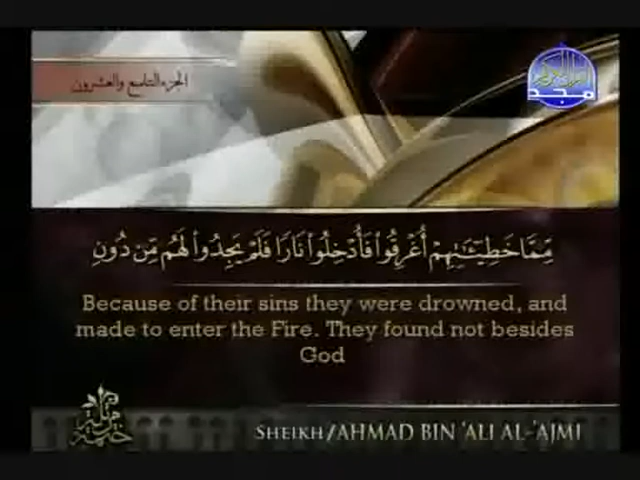 الجزء التاسع والعشرون
مجد
مِّمَّا خَطِيٓـَٰٔتِهِمْ أُغْرِقُوا۟ فَأُدْخِلُوا۟ نَارًا فَلَمْ يَجِدُوا۟ لَهُم مِّن دُونِ
Because of their sins they were drowned, and
made to enter the Fire. They found not besides
God
SHEIKH/AHMAD BIN 'ALI AL-'AJMI